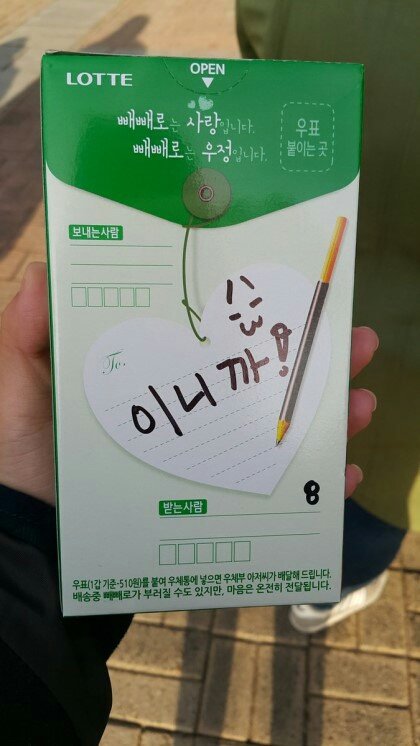 LOTTE
OPEN
빼빼로는 사랑입니다.
빼빼로는 우정입니다.
우표
붙이는 곳
보내는사람
To.
이니까!
받는사람
8
우표(1갑 기준-510원)를 붙여 우체통에 넣으면 우체부 아저씨가 배달해 드립니다.
배송중 빼빼로가 부러질 수도 있지만, 마음은 온전히 전달됩니다.